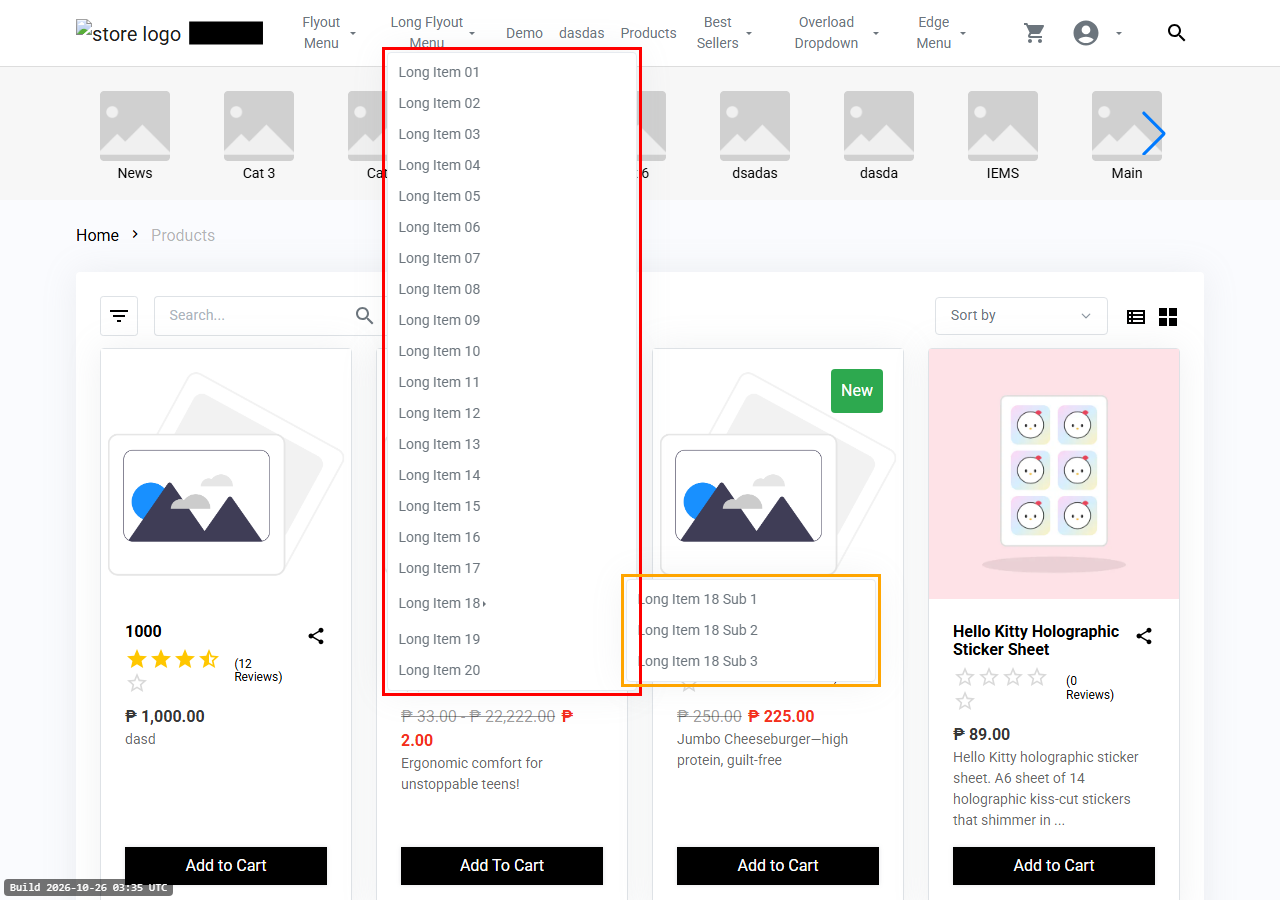 store logo
Flyout
Menu
Long Flyout
Menu
Demo
dasdas
Products
Best
Sellers
Overload
Dropdown
Edge
Menu
Long Item 01
Long Item 02
Long Item 03
Long Item 04
Long Item 05
Long Item 06
Long Item 07
Long Item 08
Long Item 09
Long Item 10
Long Item 11
Long Item 12
Long Item 13
Long Item 14
Long Item 15
Long Item 16
Long Item 17
Long Item 18
Long Item 19
Long Item 20
Long Item 18 Sub 1
Long Item 18 Sub 2
Long Item 18 Sub 3
News
Cat 3
Cat
6
dsadas
dasda
IEMS
Main
Home
Products
Search...
Sort by
1000
(12
Reviews)
₱ 1,000.00
dasd
Add to Cart
₱ 33.00 - ₱ 22,222.00 ₱
2.00
Ergonomic comfort for
unstoppable teens!
Add To Cart
New
₱ 250.00 ₱ 225.00
Jumbo Cheeseburger—high
protein, guilt-free
Add to Cart
Hello Kitty Holographic
Sticker Sheet
(0
Reviews)
₱ 89.00
Hello Kitty holographic sticker
sheet. A6 sheet of 14
holographic kiss-cut stickers
that shimmer in ...
Add to Cart
Build 2026-10-26 03:35 UTC